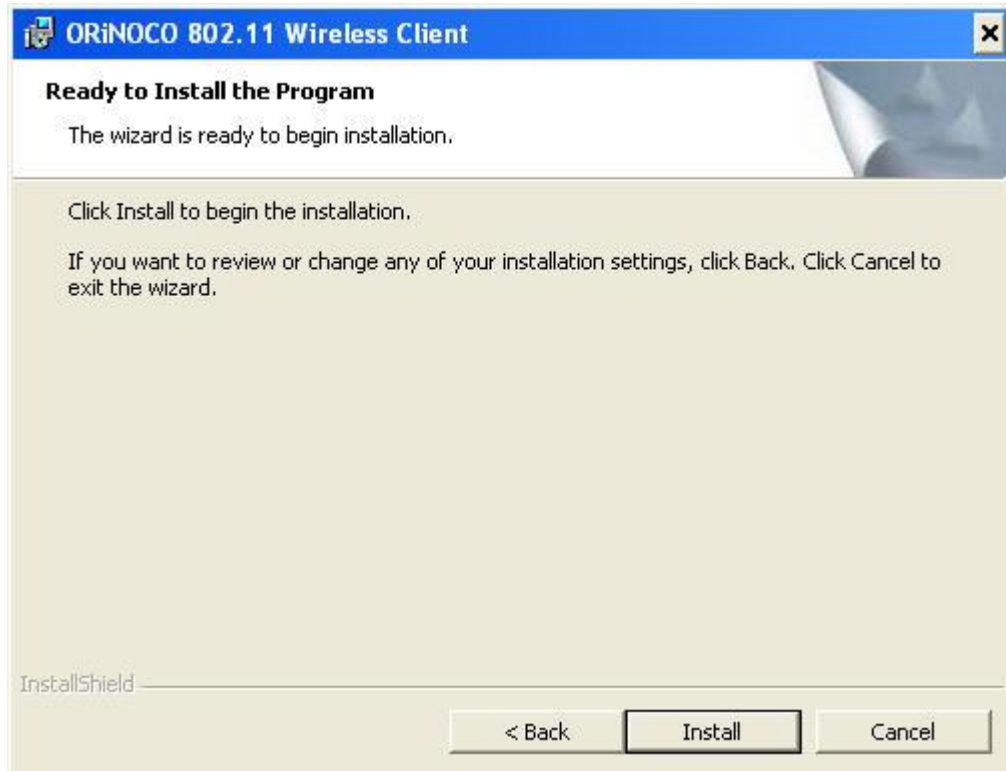 ORiNOCO 802.11 Wireless Client
Ready to Install the Program
The wizard is ready to begin installation.
Click Install to begin the installation.
If you want to review or change any of your installation settings, click Back. Click Cancel to
exit the wizard.
InstallShield
< Back Install Cancel